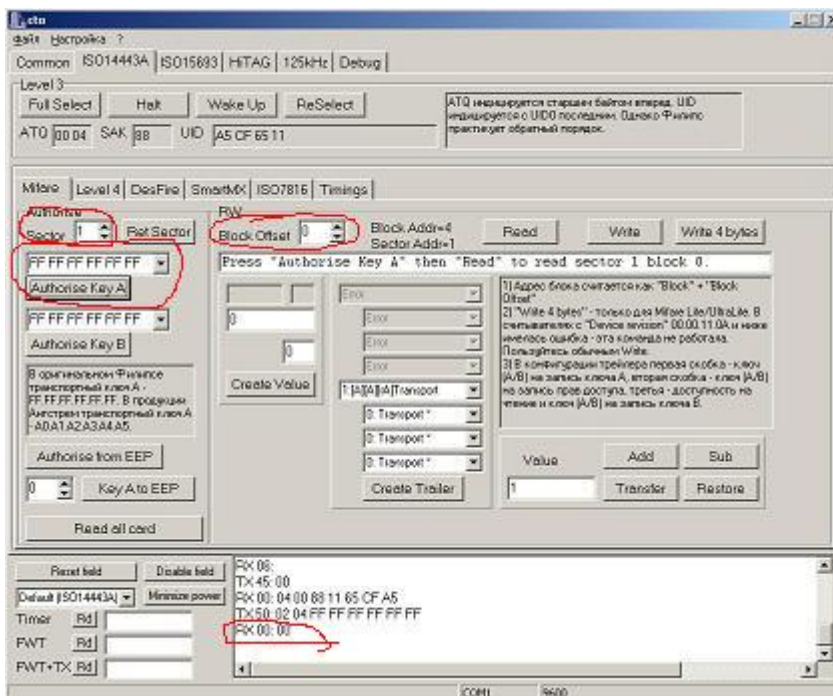 cto
Файл Настройка ?
Common ISO14443A ISO15693 HiTAG 125kHz Debug
Level 3
Full Select Halt Wake Up ReSelect
ATQ 00 04 SAK 88 UID A5 CF 65 11
ATQ индицируется старшим байтом вперед. UID
индицируется с UID0 последним. Однако Филипс
практикует обратный порядок.
Mifare Level 4 DesFire SmartMX ISO7816 Timings
Authorise
Sector 1 Ret Sector
FF FF FF FF FF FF
Authorise Key A
FF FF FF FF FF FF
Authorise Key B
В оригинальном Филипсе
транспортный ключ A -
FF.FF.FF.FF.FF.FF. В продукции
Ангстрем транспортный ключ A
- A0.A1.A2.A3.A4.A5.
Authorise from EEP
0 Key A to EEP
Read all card
RW
Block Offset 0 Block Addr=4
Sector Addr=1
Read Write Write 4 bytes
Press "Authorise Key A" then "Read" to read sector 1 block 0.
0
0
Create Value
Error
Error
Error
Error
1:[A][A][rA]Transport
0: Transport *
0: Transport *
0: Transport *
Create Trailer
1) Адрес блока считается как "Block" + "Block
Offset"
2) "Write 4 bytes" - только для Mifare Lite/UltraLite. В
считывателях с "Device revision" 00.00.11.0A и ниже
имелась ошибка - эта команда не работала.
Пользуйтесь обычным Write.
3) В конфигурации трейлера первая скобка - ключ
(A/B) на запись ключа A, вторая скобка - ключ (A/B)
на запись прав доступа, третья - доступность на
чтение и ключ (A/B) на запись ключа B.
Value Add Sub
1 Transfer Restore
Reset field Disable field
Default (ISO14443A) Minimize power
Timer Rd
FWT Rd
FWT+TX Rd
RX 08:
TX 45: 00
RX 00: 04 00 88 11 65 CF A5
TX 50: 02 04 FF FF FF FF FF FF
RX 00: 00
COM1 9600